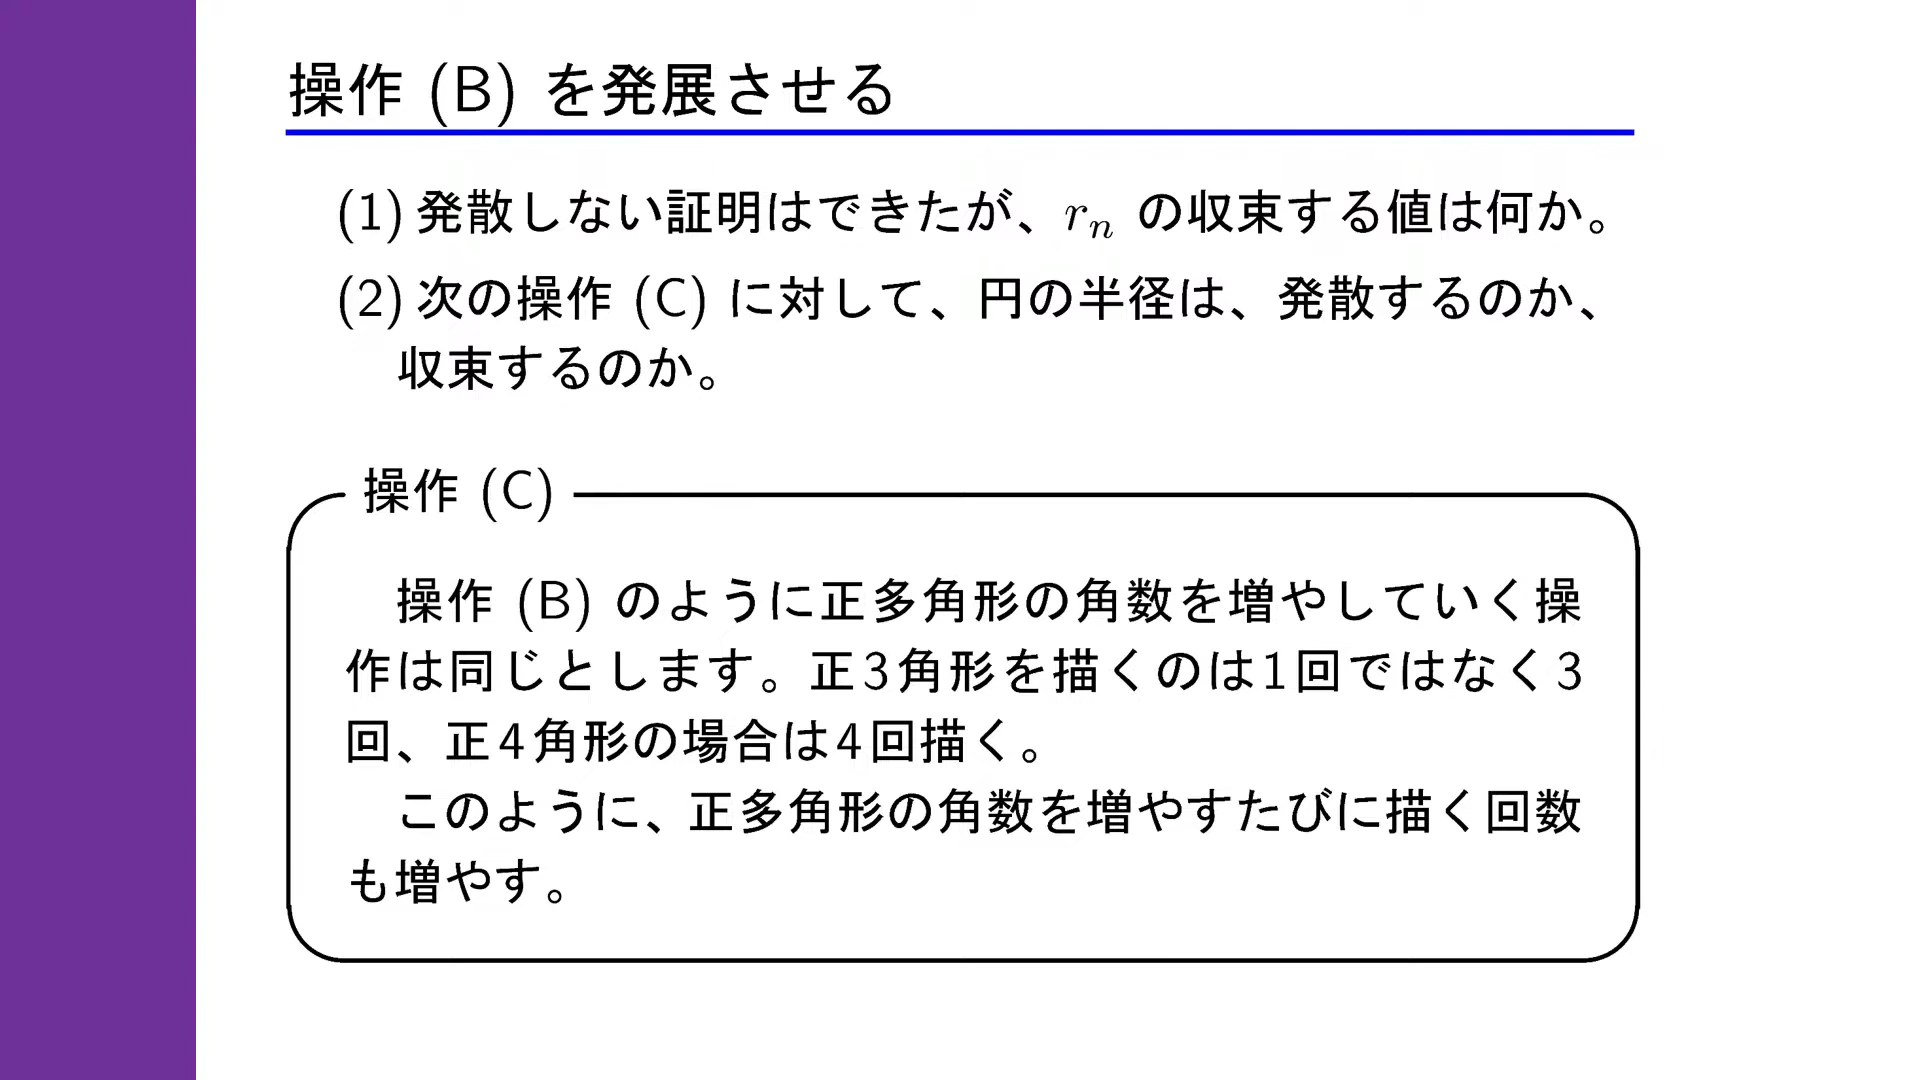 操作 (B) を発展させる
(1) 発散しない証明はできたが、rₙ の収束する値は何か。
(2) 次の操作 (C) に対して、円の半径は、発散するのか、
収束するのか。
操作 (C)
操作 (B) のように正多角形の角数を増やしていく操
作は同じとします。正3角形を描くのは1回ではなく3
回、正4角形の場合は4回描く。
このように、正多角形の角数を増やすたびに描く回数
も増やす。